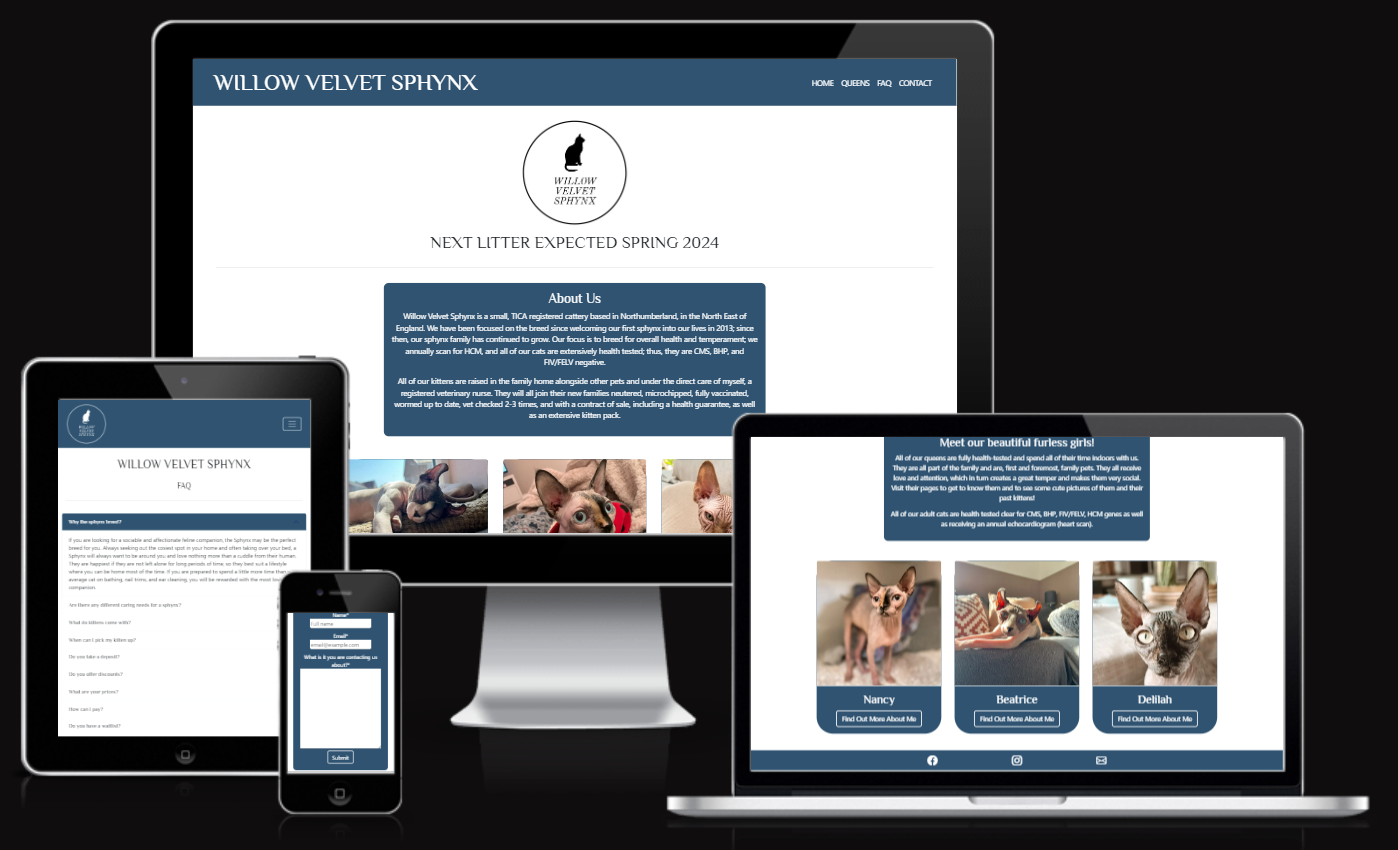 WILLOW VELVET SPHYNX
HOME QUEENS FAQ CONTACT
WILLOW
VELVET
SPHYNX
NEXT LITTER EXPECTED SPRING 2024
About Us
Willow Velvet Sphynx is a small, TICA registered cattery based in Northumberland, in the North East of
England. We have been focused on the breed since welcoming our first sphynx into our lives in 2013; since
then, our sphynx family has continued to grow. Our focus is to breed for overall health and temperament; we
annually scan for HCM, and all of our cats are extensively health tested; thus, they are CMS, BHP, and
FIV/FELV negative.
All of our kittens are raised in the family home alongside other pets and under the direct care of myself, a
registered veterinary nurse. They will all join their new families neutered, microchipped, fully vaccinated,
wormed up to date, vet checked 2-3 times, and with a contract of sale, including a health guarantee, as well
as an extensive kitten pack.
WILLOW
VELVET
SPHYNX
WILLOW VELVET SPHYNX
FAQ
Why the sphynx breed?
If you are looking for a sociable and affectionate feline companion, the Sphynx may be the perfect
breed for you. Always seeking out the cosiest spot in your home and often taking over your bed, a
Sphynx will always want to be around you and love nothing more than a cuddle from their human.
They are happiest if they are not left alone for long periods of time, so they best suit a lifestyle
where you can be home most of the time. If you are prepared to spend a little more time than
average cat on bathing, nail trims, and ear cleaning, you will be rewarded with the most
companion.
Are there any different caring needs for a sphynx?
What do kittens come with?
When can I pick my kitten up?
Do you take a deposit?
Do you offer discounts?
What are your prices?
How can I pay?
Do you have a waitlist?
Name*
Full name
Email*
email@example.com
What is it you are contacting us
about?*
Submit
Meet our beautiful furless girls!
All of our queens are fully health-tested and spend all of their time indoors with us.
They are all part of the family and are, first and foremost, family pets. They all receive
love and attention, which in turn creates a great temper and makes them very social.
Visit their pages to get to know them and to see some cute pictures of them and their
past kittens!
All of our adult cats are health tested clear for CMS, BHP, FIV/FELV, HCM genes as well
as receiving an annual echocardiogram (heart scan).
Nancy
Find Out More About Me
Beatrice
Find Out More About Me
Delilah
Find Out More About Me